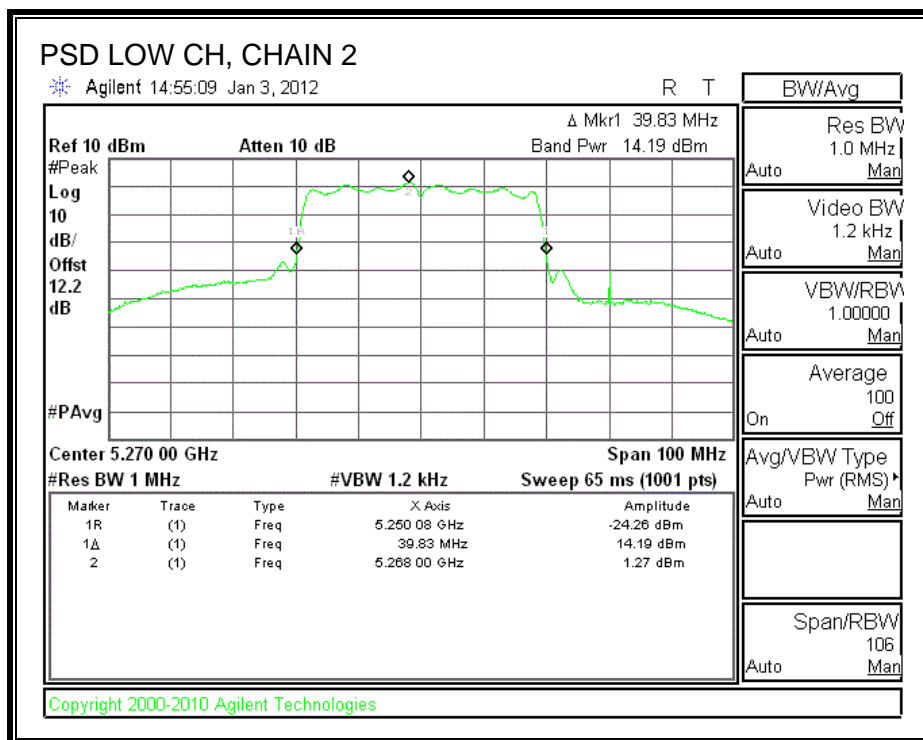 PSD LOW CH, CHAIN 2
Agilent 14:55:09 Jan 3, 2012 R T
Δ Mkr1 39.83 MHz
Ref 10 dBm Atten 10 dB Band Pwr 14.19 dBm
#Peak
Log
10
dB/
Offst
12.2
dB
#PAvg
1R
2
1
Center 5.270 00 GHz Span 100 MHz
#Res BW 1 MHz #VBW 1.2 kHz Sweep 65 ms (1001 pts)
Marker Trace Type X Axis Amplitude
1R (1) Freq 5.250 08 GHz -24.26 dBm
1Δ (1) Freq 39.83 MHz 14.19 dBm
2 (1) Freq 5.268 00 GHz 1.27 dBm
BW/Avg
Res BW
1.0 MHz
Auto Man
Video BW
1.2 kHz
Auto Man
VBW/RBW
1.00000
Auto Man
Average
100
On Off
Avg/VBW Type
Pwr (RMS)
Auto Man
Span/RBW
106
Auto Man
Copyright 2000-2010 Agilent Technologies